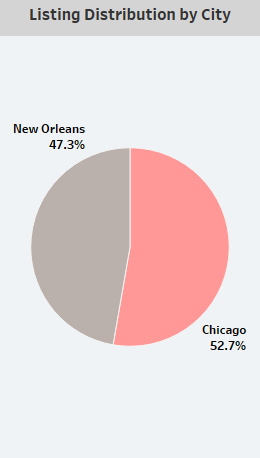 Listing Distribution by City
New Orleans
47.3%
Chicago
52.7%